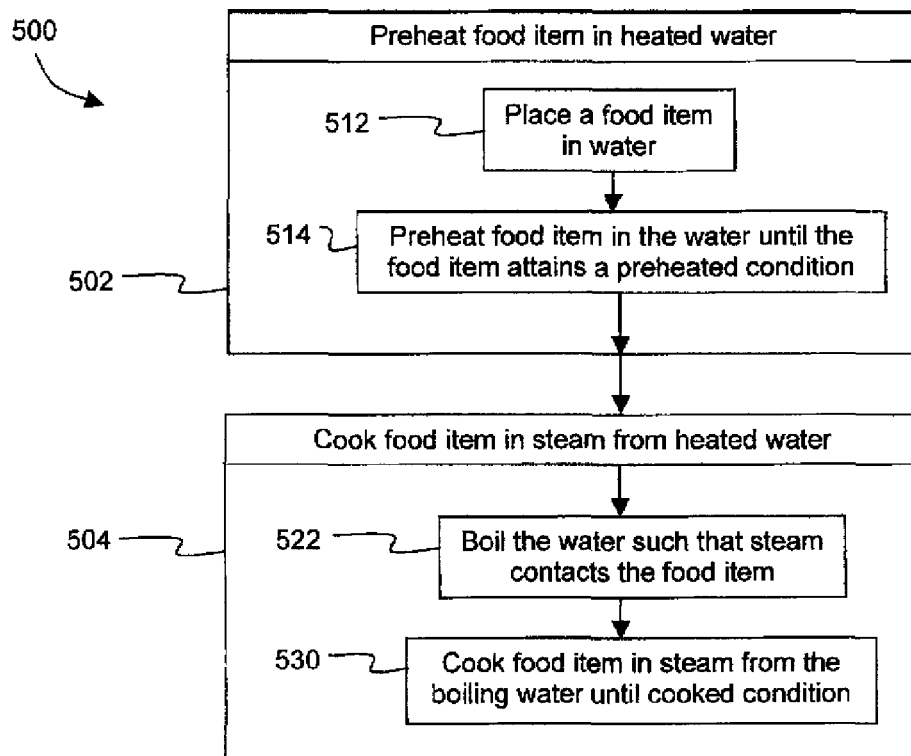 500
Preheat food item in heated water
512
Place a food item
in water
514
Preheat food item in the water until the
food item attains a preheated condition
502
Cook food item in steam from heated water
504
522
Boil the water such that steam
contacts the food item
530
Cook food item in steam from the
boiling water until cooked condition